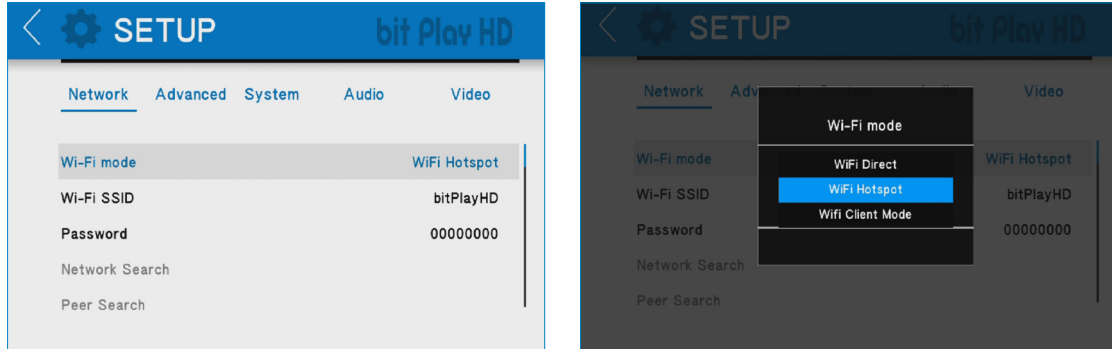 SETUP bit Play HD
Network Advanced System Audio Video
Wi-Fi mode WiFi Hotspot
Wi-Fi SSID bitPlayHD
Password 00000000
Network Search
Peer Search
SETUP bit Play HD
Network Adv Video
Wi-Fi mode
Wi-Fi mode WiFi Hotspot
WiFi Direct
WiFi Hotspot
Wi-Fi SSID bitPlayHD
Wifi Client Mode
Password 00000000
Network Search
Peer Search